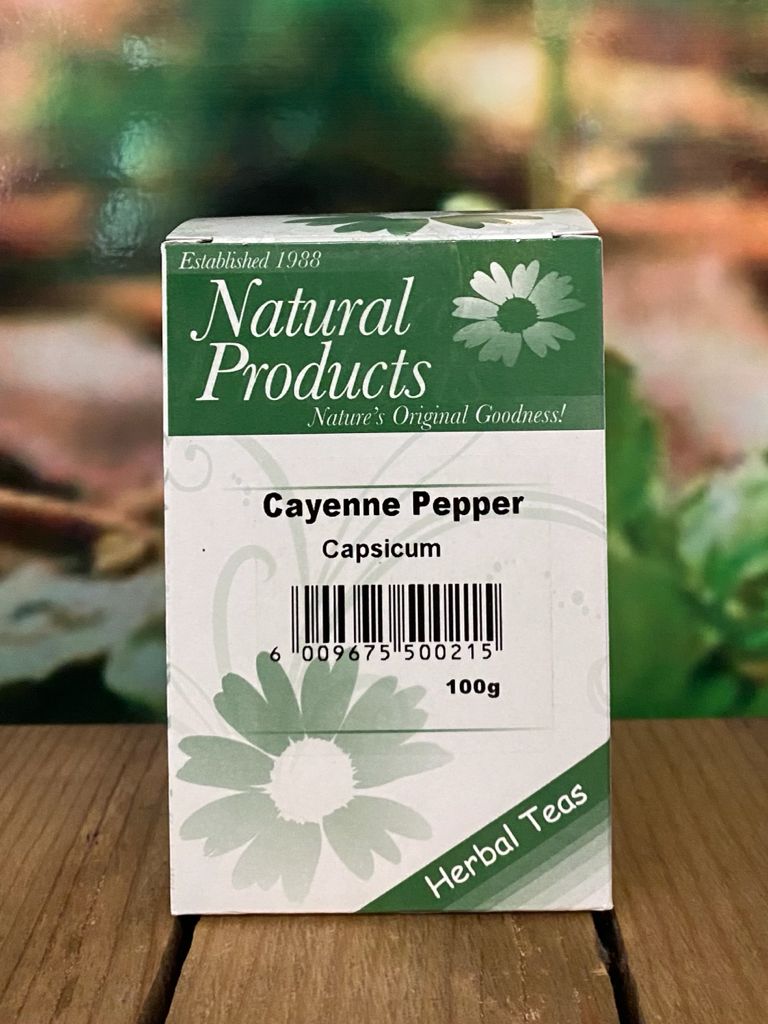 Established 1988
Natural
Products
Nature's Original Goodness!
Cayenne Pepper
Capsicum
6 009675 500215
100g
Herbal Teas